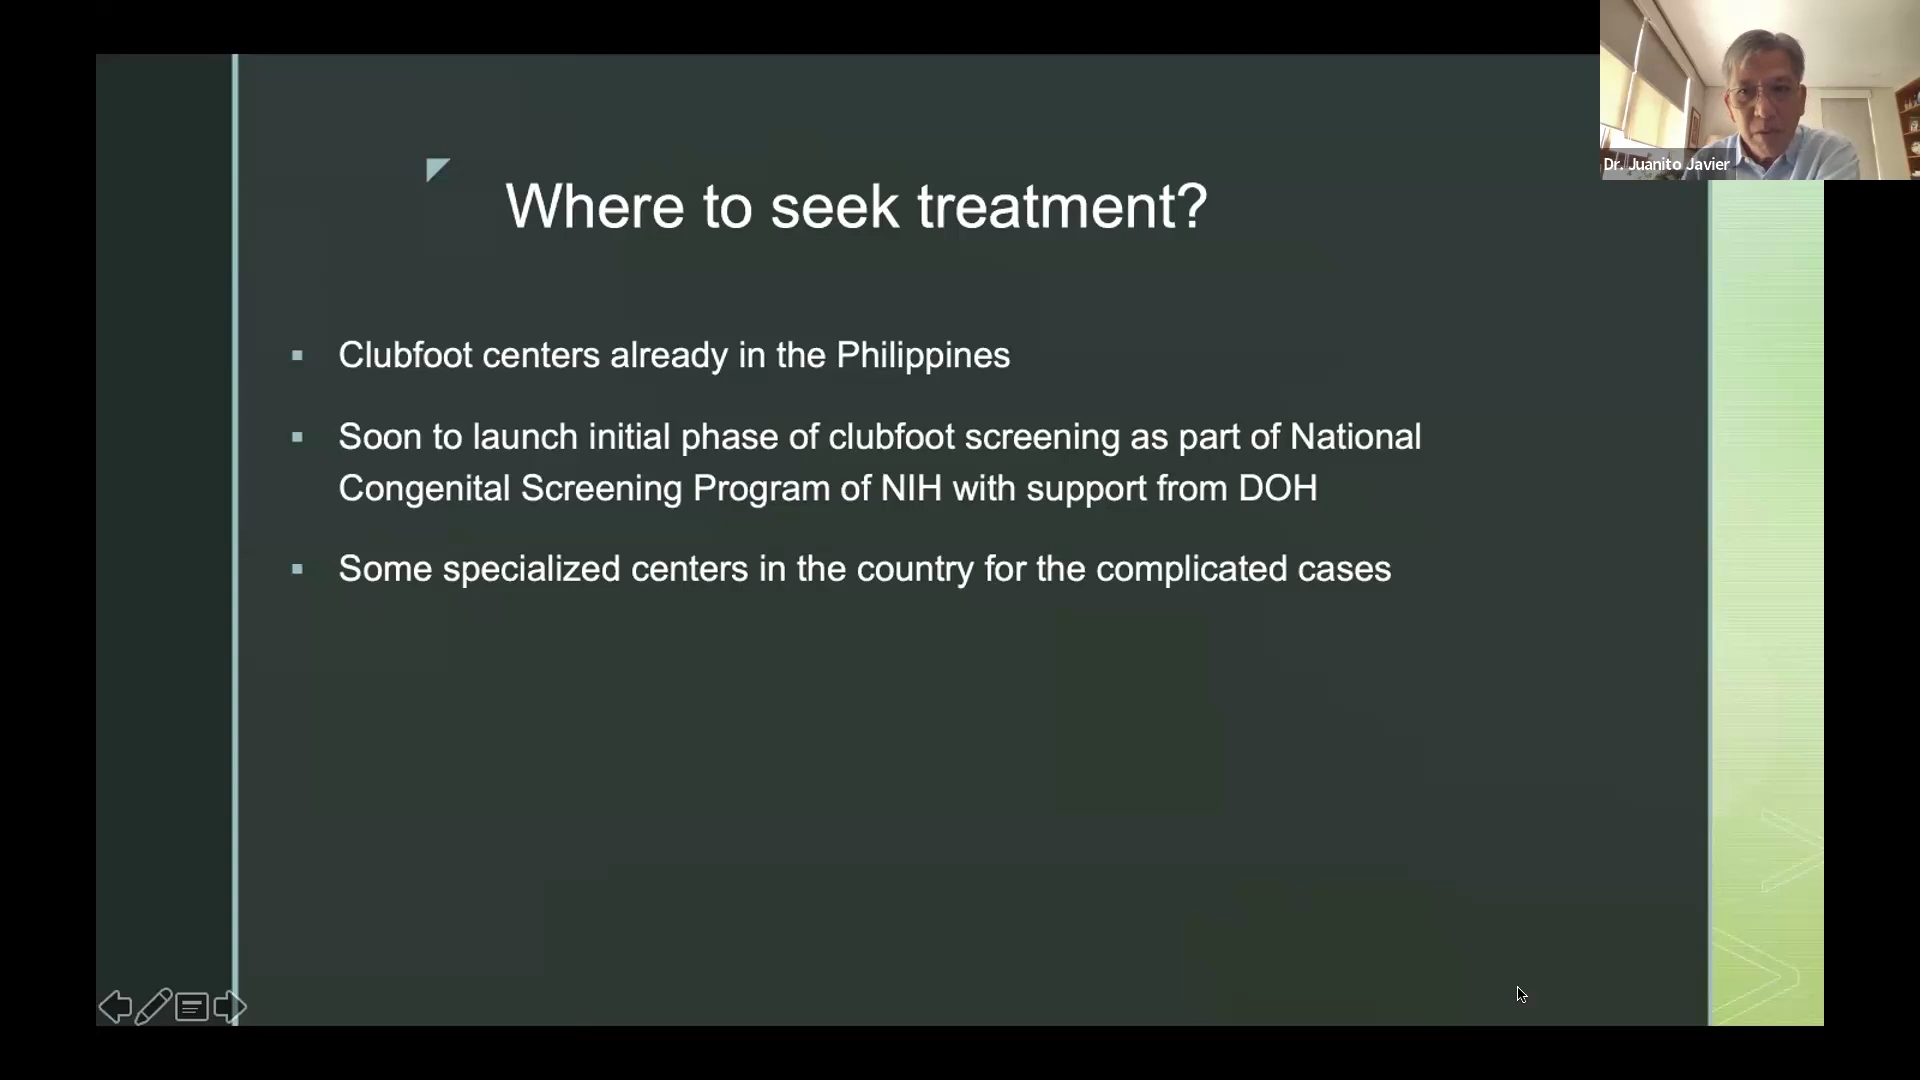 Dr. Juanito Javier
Where to seek treatment?
▪ Clubfoot centers already in the Philippines
▪ Soon to launch initial phase of clubfoot screening as part of National
Congenital Screening Program of NIH with support from DOH
▪ Some specialized centers in the country for the complicated cases